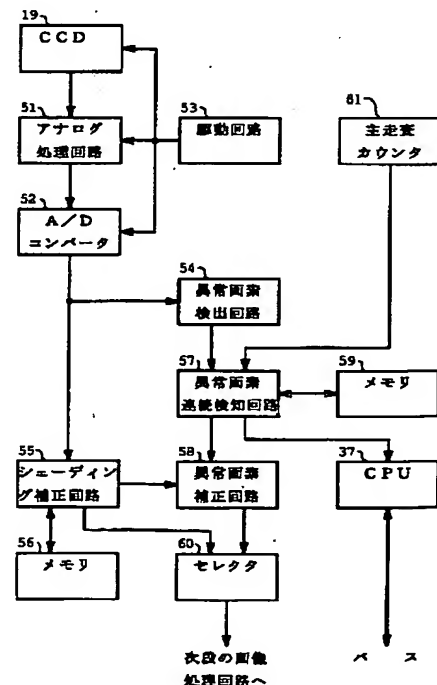 19
CCD
51
アナログ
処理回路
53
駆動回路
61
主走査
カウンタ
52
A/D
コンバータ
54
異常画素
検出回路
57
異常画素
連続検知回路
59
メモリ
55
シェーディン
グ補正回路
58
異常画素
補正回路
37
CPU
56
メモリ
60
セレクタ
次段の画像
処理回路へ
バス